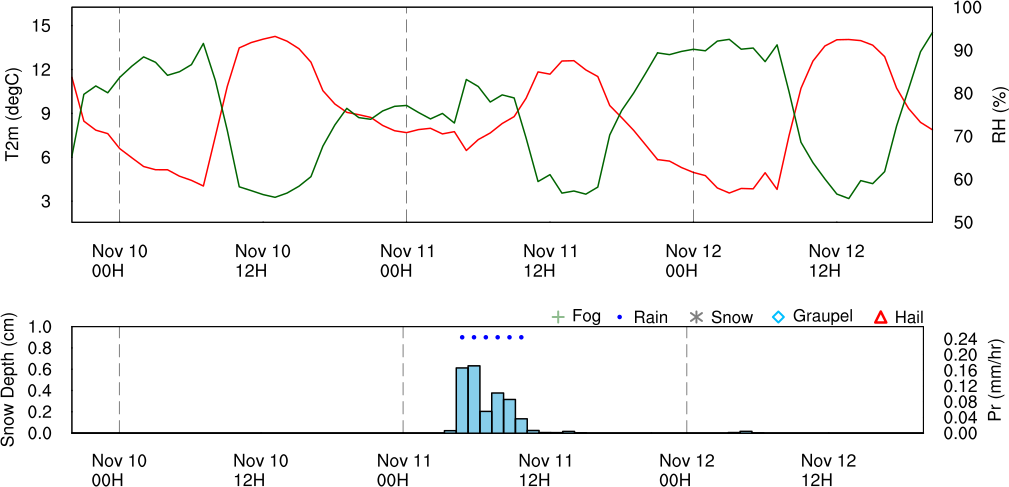 T2m (degC)
15
12
9
6
3
100
90
80
70
60
50
RH (%)
Nov 10 Nov 10 Nov 11 Nov 11 Nov 12 Nov 12
00H 12H 00H 12H 00H 12H
Fog Rain Snow Graupel Hail
Snow Depth (cm)
1.0
0.8
0.6
0.4
0.2
0.0
0.24
0.20
0.16
0.12
0.08
0.04
0.00
Pr (mm/hr)
Nov 10 Nov 10 Nov 11 Nov 11 Nov 12 Nov 12
00H 12H 00H 12H 00H 12H